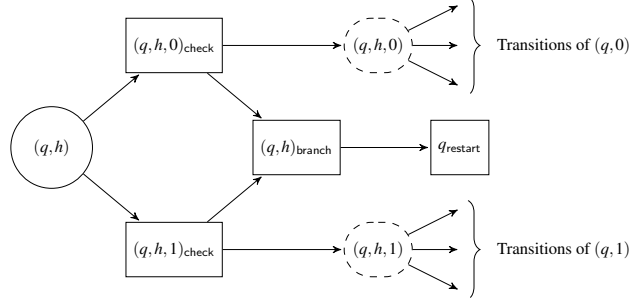 (q,h,0)check
(q,h,0)
Transitions of (q,0)
(q,h)
(q,h)branch
qrestart
(q,h,1)check
(q,h,1)
Transitions of (q,1)